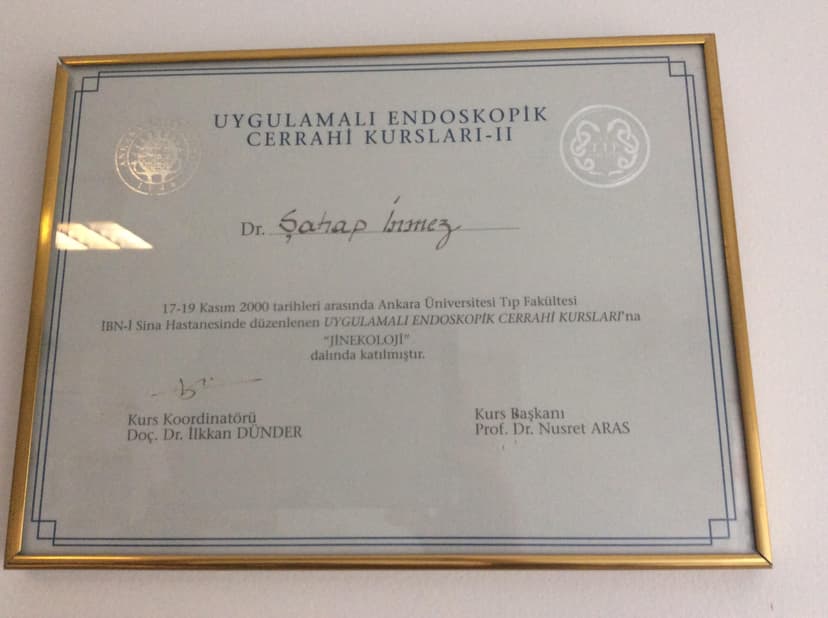 UYGULAMALI ENDOSKOPİK
CERRAHİ KURSLARI-II
Dr. Şahap İnmez
17-19 Kasım 2000 tarihleri arasında Ankara Üniversitesi Tıp Fakültesi
İBN-İ Sina Hastanesinde düzenlenen UYGULAMALI ENDOSKOPİK CERRAHİ KURSLARI'na
"JİNEKOLOJİ"
dalında katılmıştır.
Kurs Koordinatörü
Doç. Dr. İlkkan DÜNDER
Kurs Başkanı
Prof. Dr. Nusret ARAS